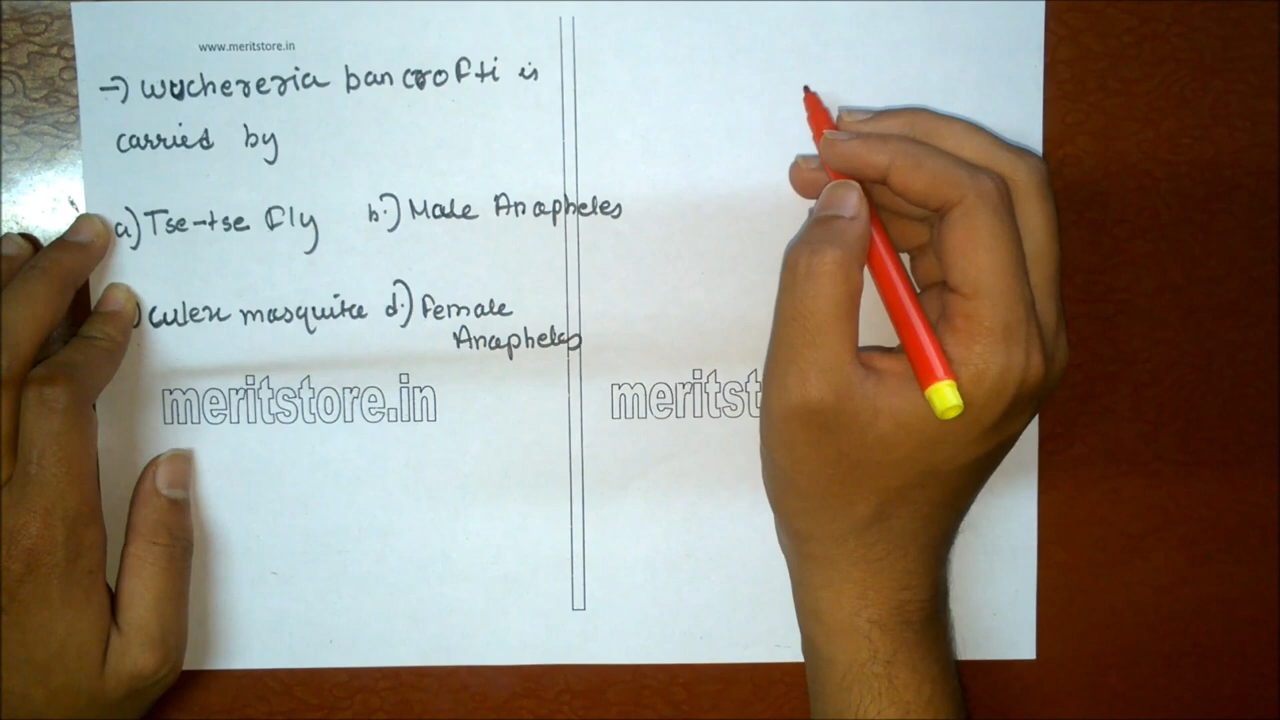 www.meritstore.in
→) Wuchereria bancrofti is
carried by
a) Tse-tse Fly b.) Male Anapheles
) culex masquite d.) Female
Anapheles
meritstore.in
meritst